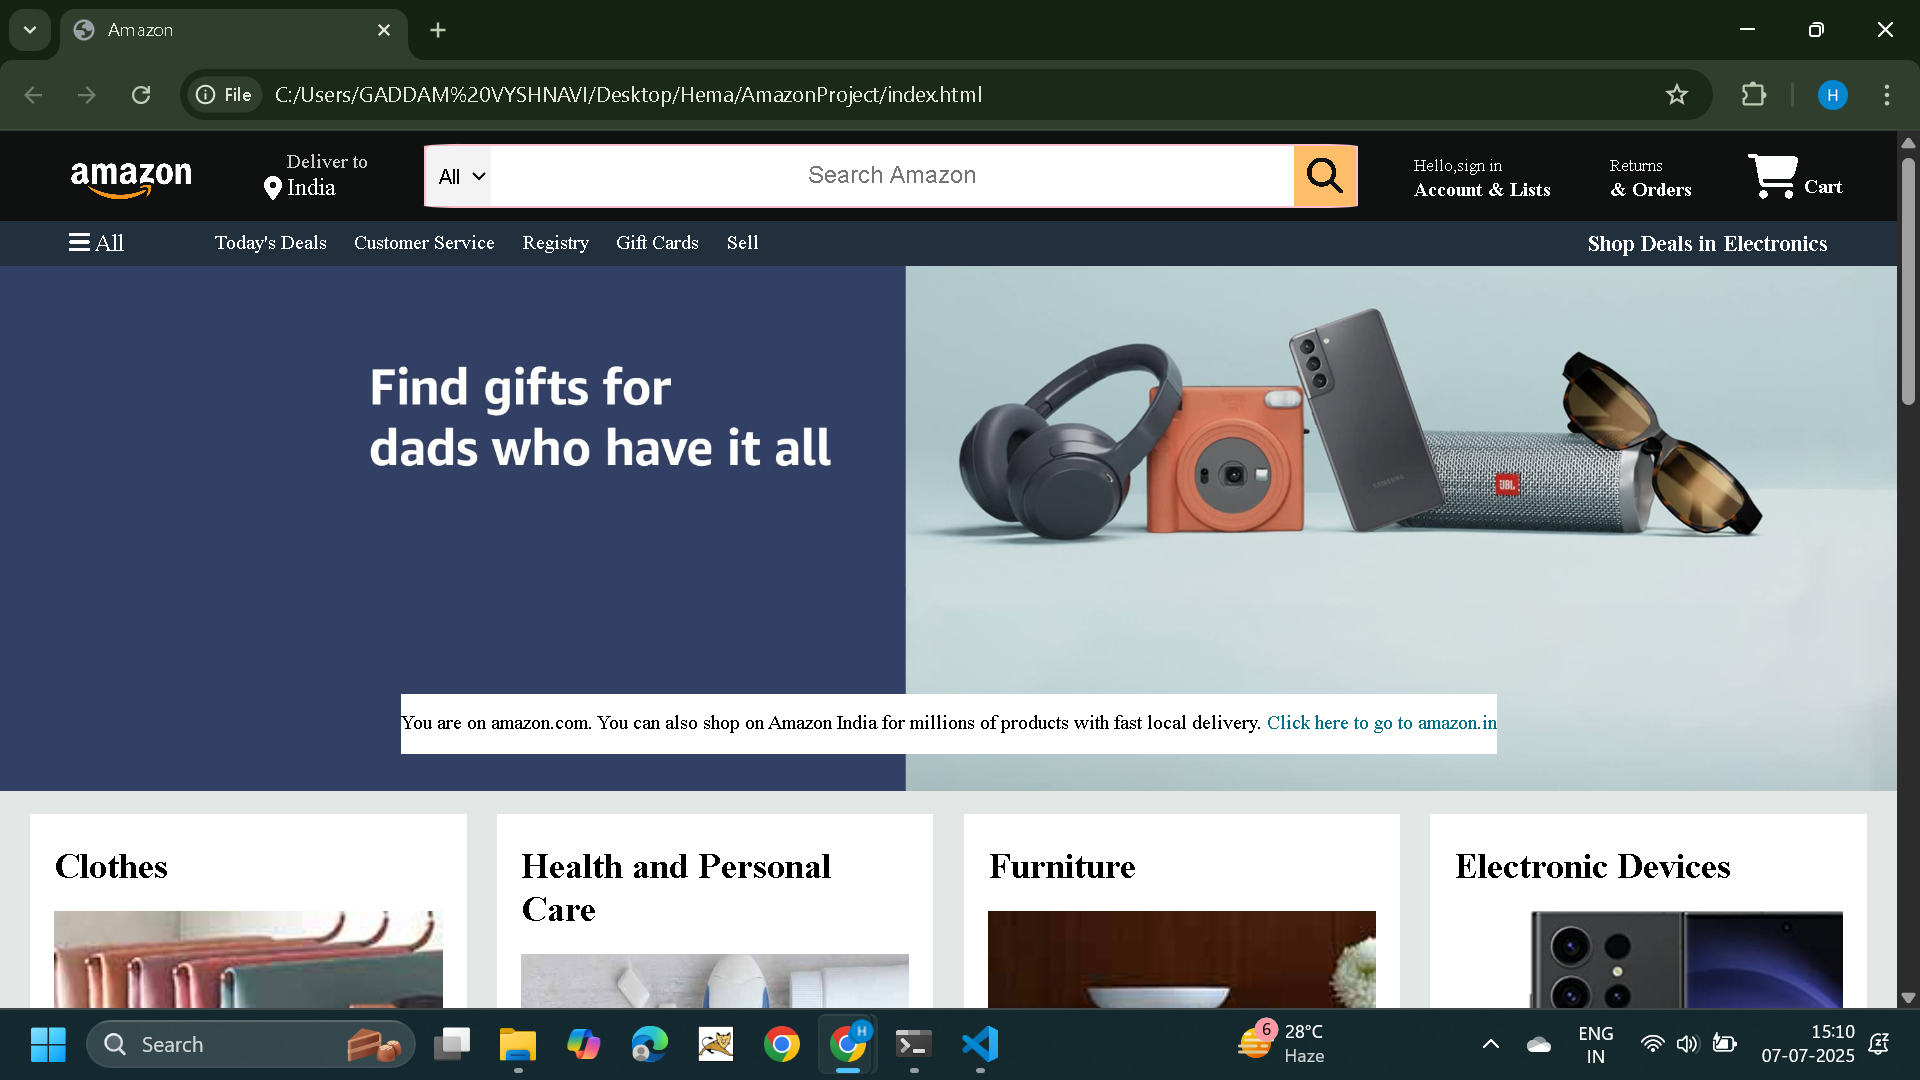 Amazon
File C:/Users/GADDAM%20VYSHNAVI/Desktop/Hema/AmazonProject/index.html
H
amazon
Deliver to
India
All
Search Amazon
Hello,sign in
Account & Lists
Returns
& Orders
Cart
All
Today's Deals
Customer Service
Registry
Gift Cards
Sell
Shop Deals in Electronics
Find gifts for
dads who have it all
SAMSUNG
JBL
You are on amazon.com. You can also shop on Amazon India for millions of products with fast local delivery. Click here to go to amazon.in
Clothes
Health and Personal
Care
Furniture
Electronic Devices
Search
H
6
28°C
Haze
ENG
IN
15:10
07-07-2025